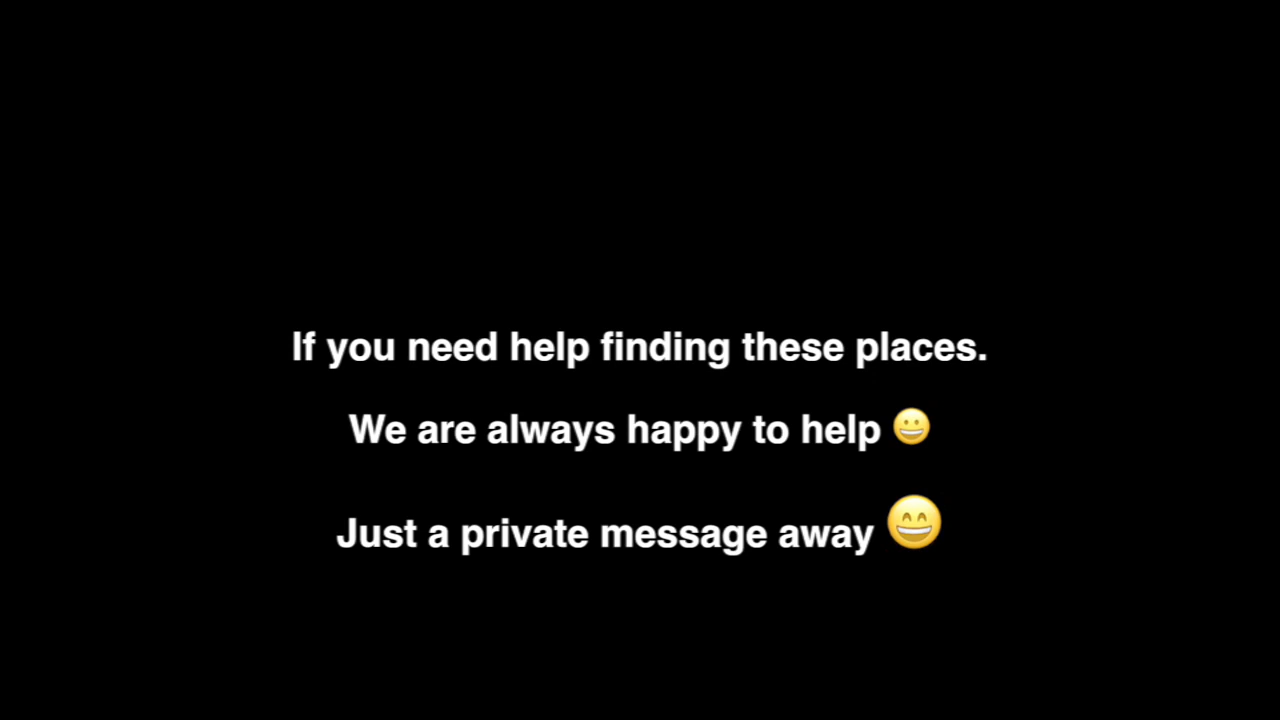 If you need help finding these places.
We are always happy to help 😀
Just a private message away 😄